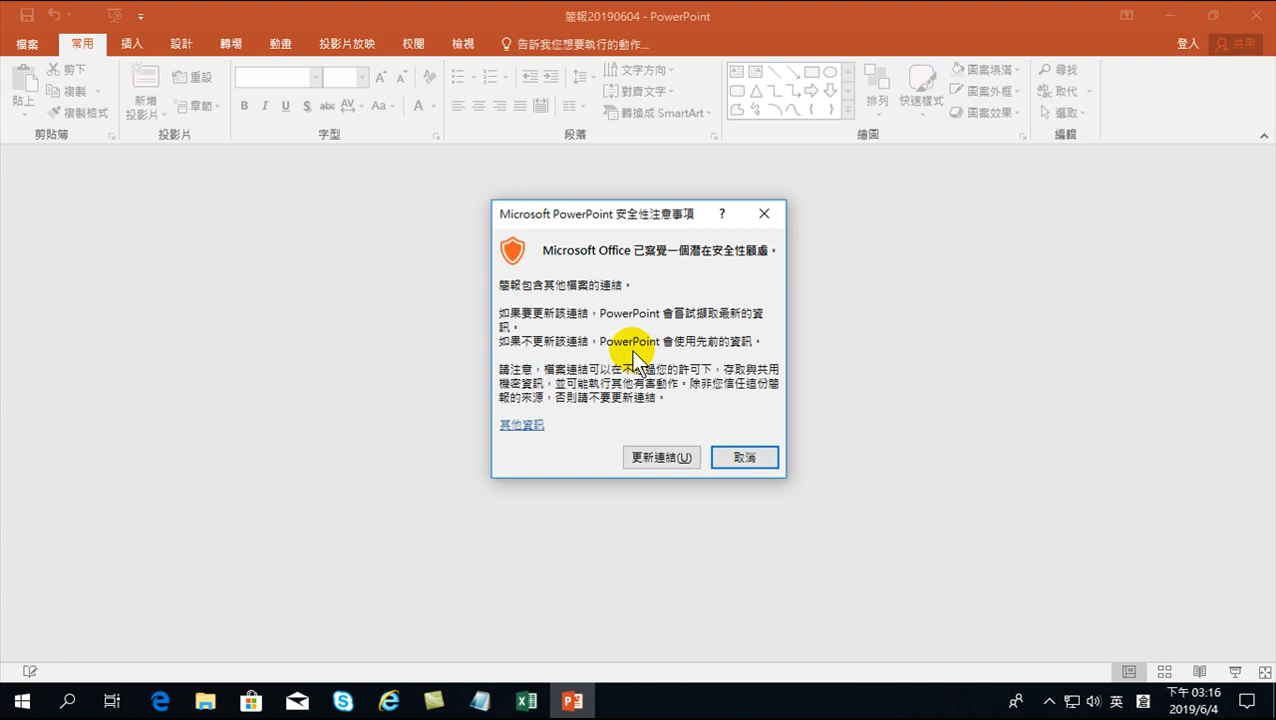 簡報20190604 - PowerPoint
檔案 常用 插入 設計 轉場 動畫 投影片放映 校閱 檢視 告訴我您想要執行的動作... 登入 共用
貼上 剪下 複製 複製格式 剪貼簿
新增投影片 重設 章節 投影片
B I U S abc AV Aa A 字型
文字方向 對齊文字 轉換成 SmartArt 段落
排列 快速樣式 圖案填滿 圖案外框 圖案效果 繪圖
尋找 取代 選取 編輯
Microsoft PowerPoint 安全性注意事項 ?
Microsoft Office 已察覺一個潛在安全性顧慮。
簡報包含其他檔案的連結。
如果要更新該連結，PowerPoint 會嘗試擷取最新的資
訊。
如果不更新該連結，PowerPoint 會使用先前的資訊。
請注意，檔案連結可以在不經過您的許可下，存取與共用
機密資訊，並可能執行其他有害動作。除非您信任這份簡
報的來源，否則請不要更新連結。
其他資訊
更新連結(U) 取消
英 倉 下午 03:16
2019/6/4